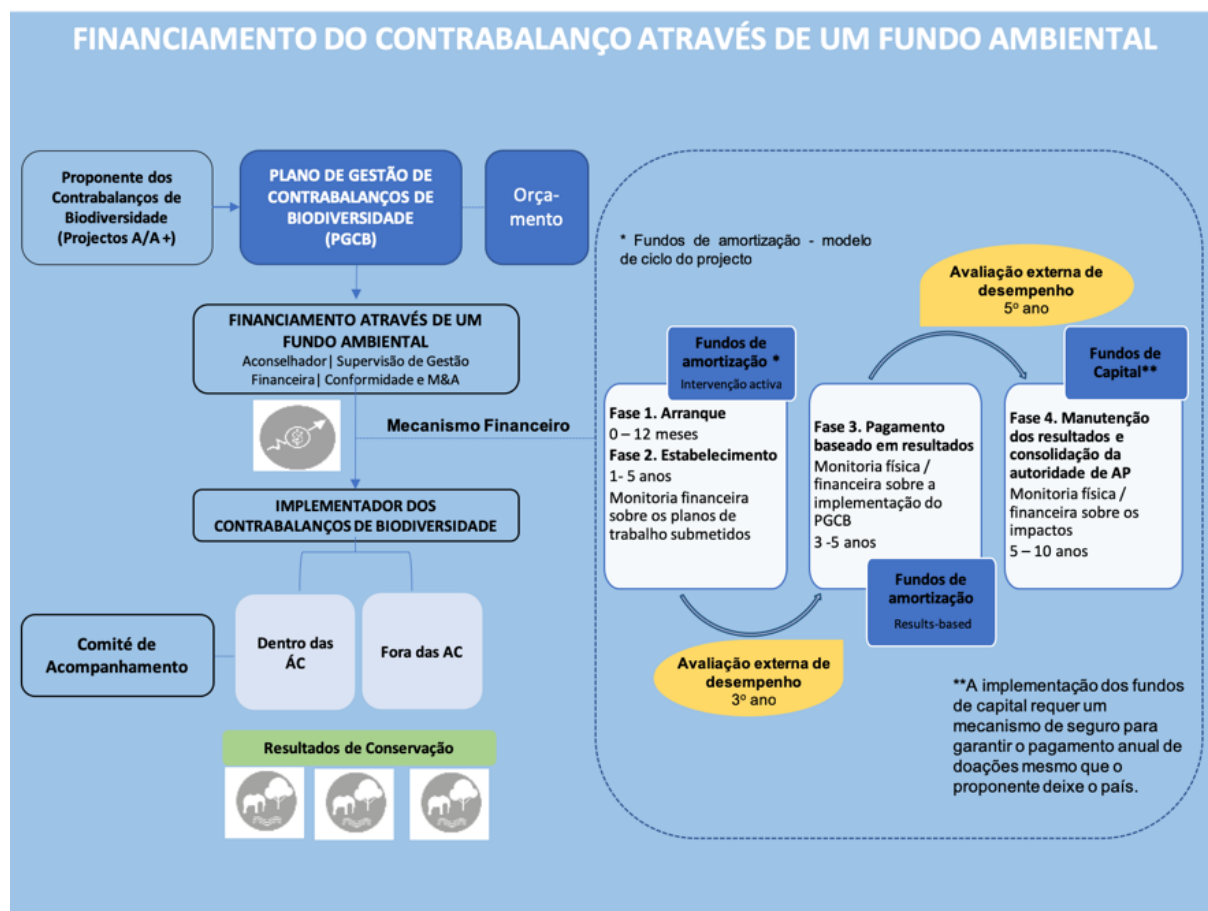 FINANCIAMENTO DO CONTRABALANÇO ATRAVÉS DE UM FUNDO AMBIENTAL
Proponente dos
Contrabalanços de
Biodiversidade
(Projectos A/A+)
PLANO DE GESTÃO DE
CONTRABALANÇOS DE
BIODIVERSIDADE
(PGCB)
Orça-
mento
FINANCIAMENTO ATRAVÉS DE UM
FUNDO AMBIENTAL
Aconselhador| Supervisão de Gestão
Financeira| Conformidade e M&A
Mecanismo Financeiro
IMPLEMENTADOR DOS
CONTRABALANÇOS DE BIODIVERSIDADE
Comité de
Acompanhamento
Dentro das
ÁC
Fora das AC
Resultados de Conservação
* Fundos de amortização - modelo
de ciclo do projecto
Avaliação externa de
desempenho
5º ano
Fundos de
amortização *
Intervenção activa
Fase 1. Arranque
0 – 12 meses
Fase 2. Estabelecimento
1- 5 anos
Monitoria financeira
sobre os planos de
trabalho submetidos
Fase 3. Pagamento
baseado em resultados
Monitoria física /
financeira sobre a
implementação do
PGCB
3 -5 anos
Fundos de
amortização
Results-based
Fundos de
Capital**
Fase 4. Manutenção
dos resultados e
consolidação da
autoridade de AP
Monitoria física /
financeira sobre os
impactos
5 – 10 anos
Avaliação externa de
desempenho
3º ano
**A implementação dos fundos
de capital requer um
mecanismo de seguro para
garantir o pagamento anual de
doações mesmo que o
proponente deixe o país.